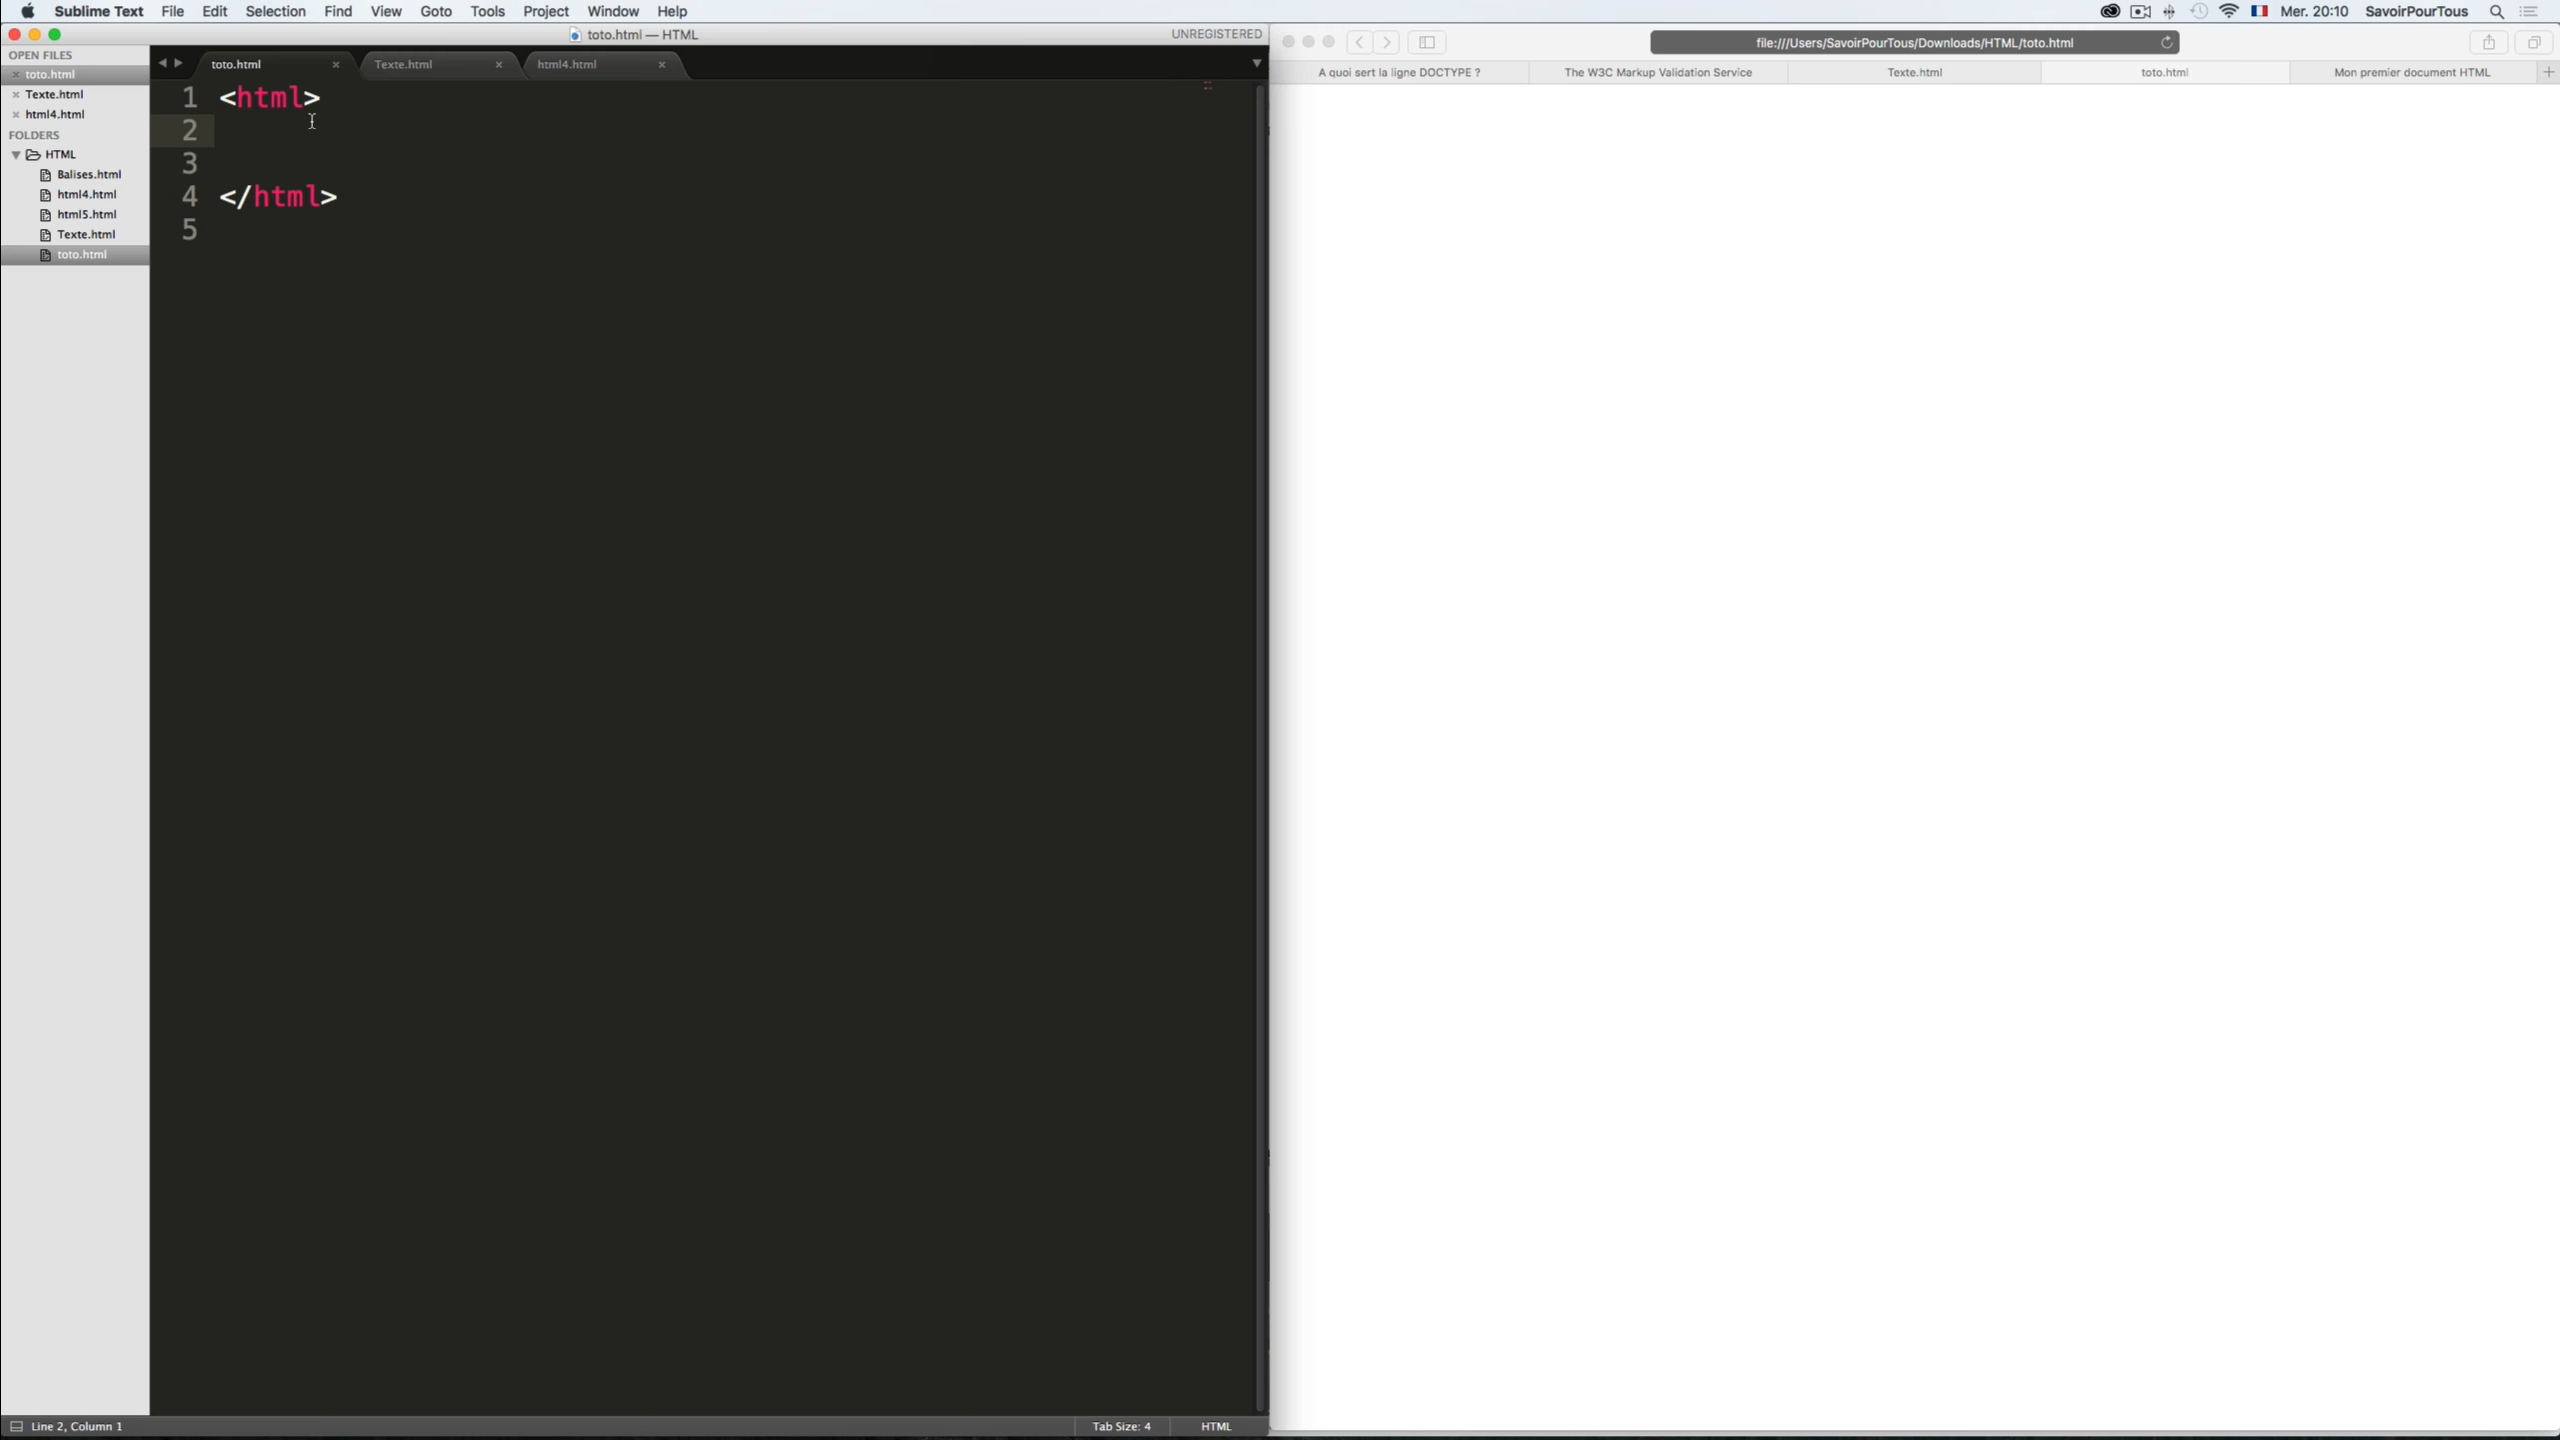 Sublime Text File Edit Selection Find View Goto Tools Project Window Help
Mer. 20:10 SavoirPourTous
toto.html — HTML
UNREGISTERED
OPEN FILES
toto.html
Texte.html
html4.html
FOLDERS
HTML
Balises.html
html4.html
html5.html
Texte.html
toto.html
toto.html Texte.html html4.html
1 <html>
2
3
4 </html>
5
Line 2, Column 1
Tab Size: 4 HTML
file:///Users/SavoirPourTous/Downloads/HTML/toto.html
A quoi sert la ligne DOCTYPE ? The W3C Markup Validation Service Texte.html toto.html Mon premier document HTML